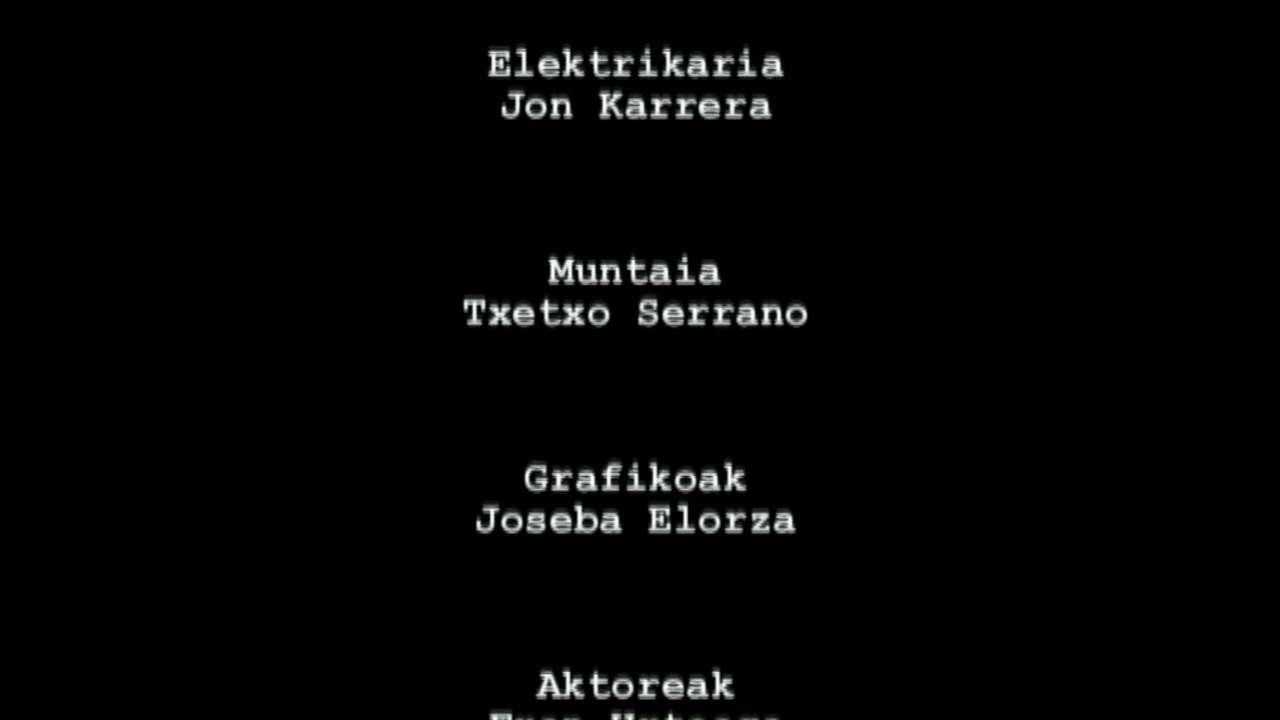 Elektrikaria
Jon Karrera
Muntaia
Txetxo Serrano
Grafikoak
Joseba Elorza
Aktoreak